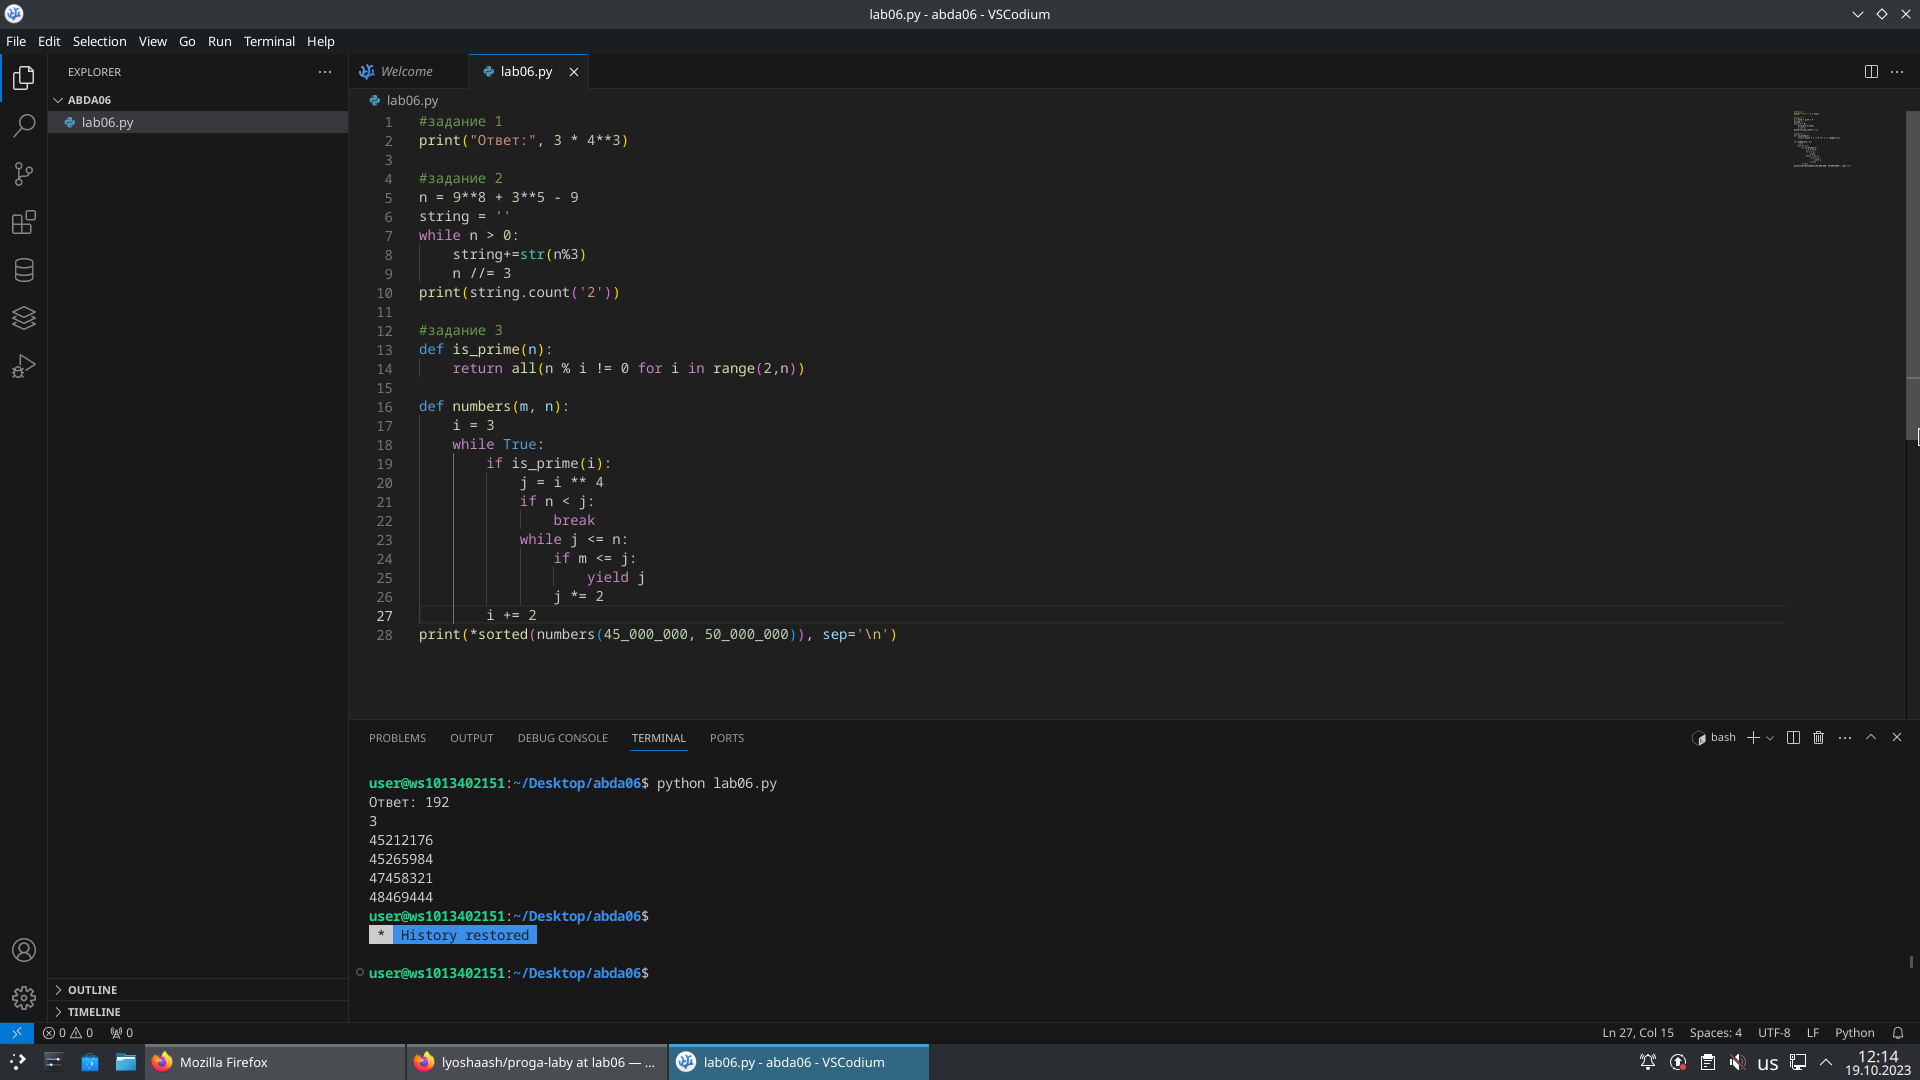 lab06.py - abda06 - VSCodium
File Edit Selection View Go Run Terminal Help
EXPLORER
Welcome
lab06.py
ABDA06
lab06.py
lab06.py
1 #задание 1
2 print("Ответ:", 3 * 4**3)
3
4 #задание 2
5 n = 9**8 + 3**5 - 9
6 string = ''
7 while n > 0:
8 string+=str(n%3)
9 n //= 3
10 print(string.count('2'))
11
12 #задание 3
13 def is_prime(n):
14 return all(n % i != 0 for i in range(2,n))
15
16 def numbers(m, n):
17 i = 3
18 while True:
19 if is_prime(i):
20 j = i ** 4
21 if n < j:
22 break
23 while j <= n:
24 if m <= j:
25 yield j
26 j *= 2
27 i += 2
28 print(*sorted(numbers(45_000_000, 50_000_000)), sep='\n')
PROBLEMS OUTPUT DEBUG CONSOLE TERMINAL PORTS
bash
user@ws1013402151:~/Desktop/abda06$ python lab06.py
Ответ: 192
3
45212176
45265984
47458321
48469444
user@ws1013402151:~/Desktop/abda06$
* History restored
user@ws1013402151:~/Desktop/abda06$
OUTLINE
TIMELINE
0 0 0
Ln 27, Col 15 Spaces: 4 UTF-8 LF Python
Mozilla Firefox
lyoshaash/proga-laby at lab06 — ...
lab06.py - abda06 - VSCodium
us
12:14
19.10.2023